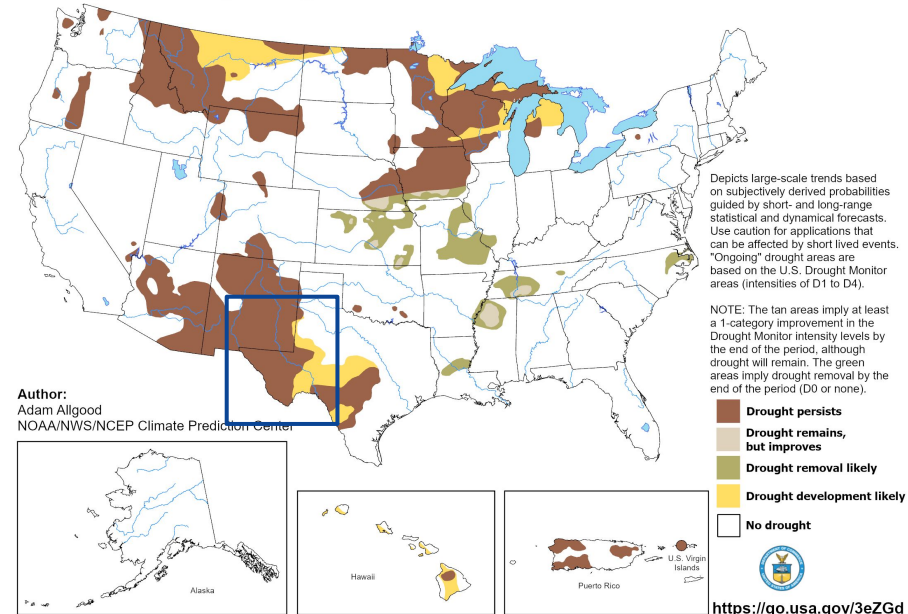 Depicts large-scale trends based
on subjectively derived probabilities
guided by short- and long-range
statistical and dynamical forecasts.
Use caution for applications that
can be affected by short lived events.
"Ongoing" drought areas are
based on the U.S. Drought Monitor
areas (intensities of D1 to D4).
NOTE: The tan areas imply at least
a 1-category improvement in the
Drought Monitor intensity levels by
the end of the period, although
drought will remain. The green
areas imply drought removal by the
end of the period (D0 or none).
Author:
Adam Allgood
NOAA/NWS/NCEP Climate Prediction Center
Drought persists
Drought remains,
but improves
Drought removal likely
Drought development likely
No drought
Alaska
Hawaii
Puerto Rico
U.S. Virgin
Islands
https://go.usa.gov/3eZGd